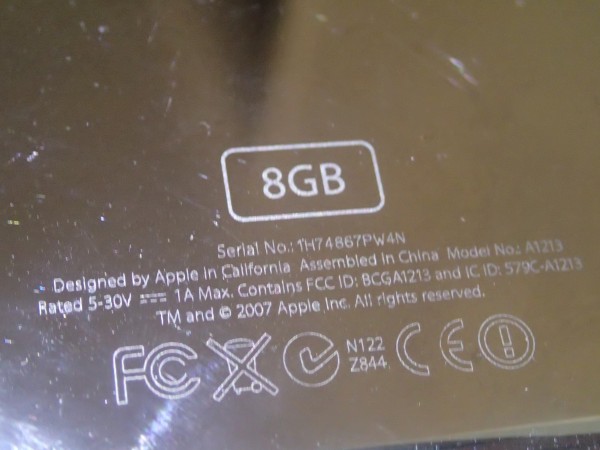 8GB
Serial No.: 1H74867PW4N
Designed by Apple in California Assembled in China Model No.: A1213
Rated 5-30V 1A Max. Contains FCC ID: BCGA1213 and IC ID: 579C-A1213
TM and © 2007 Apple Inc. All rights reserved.
FC N122 CE
Z844